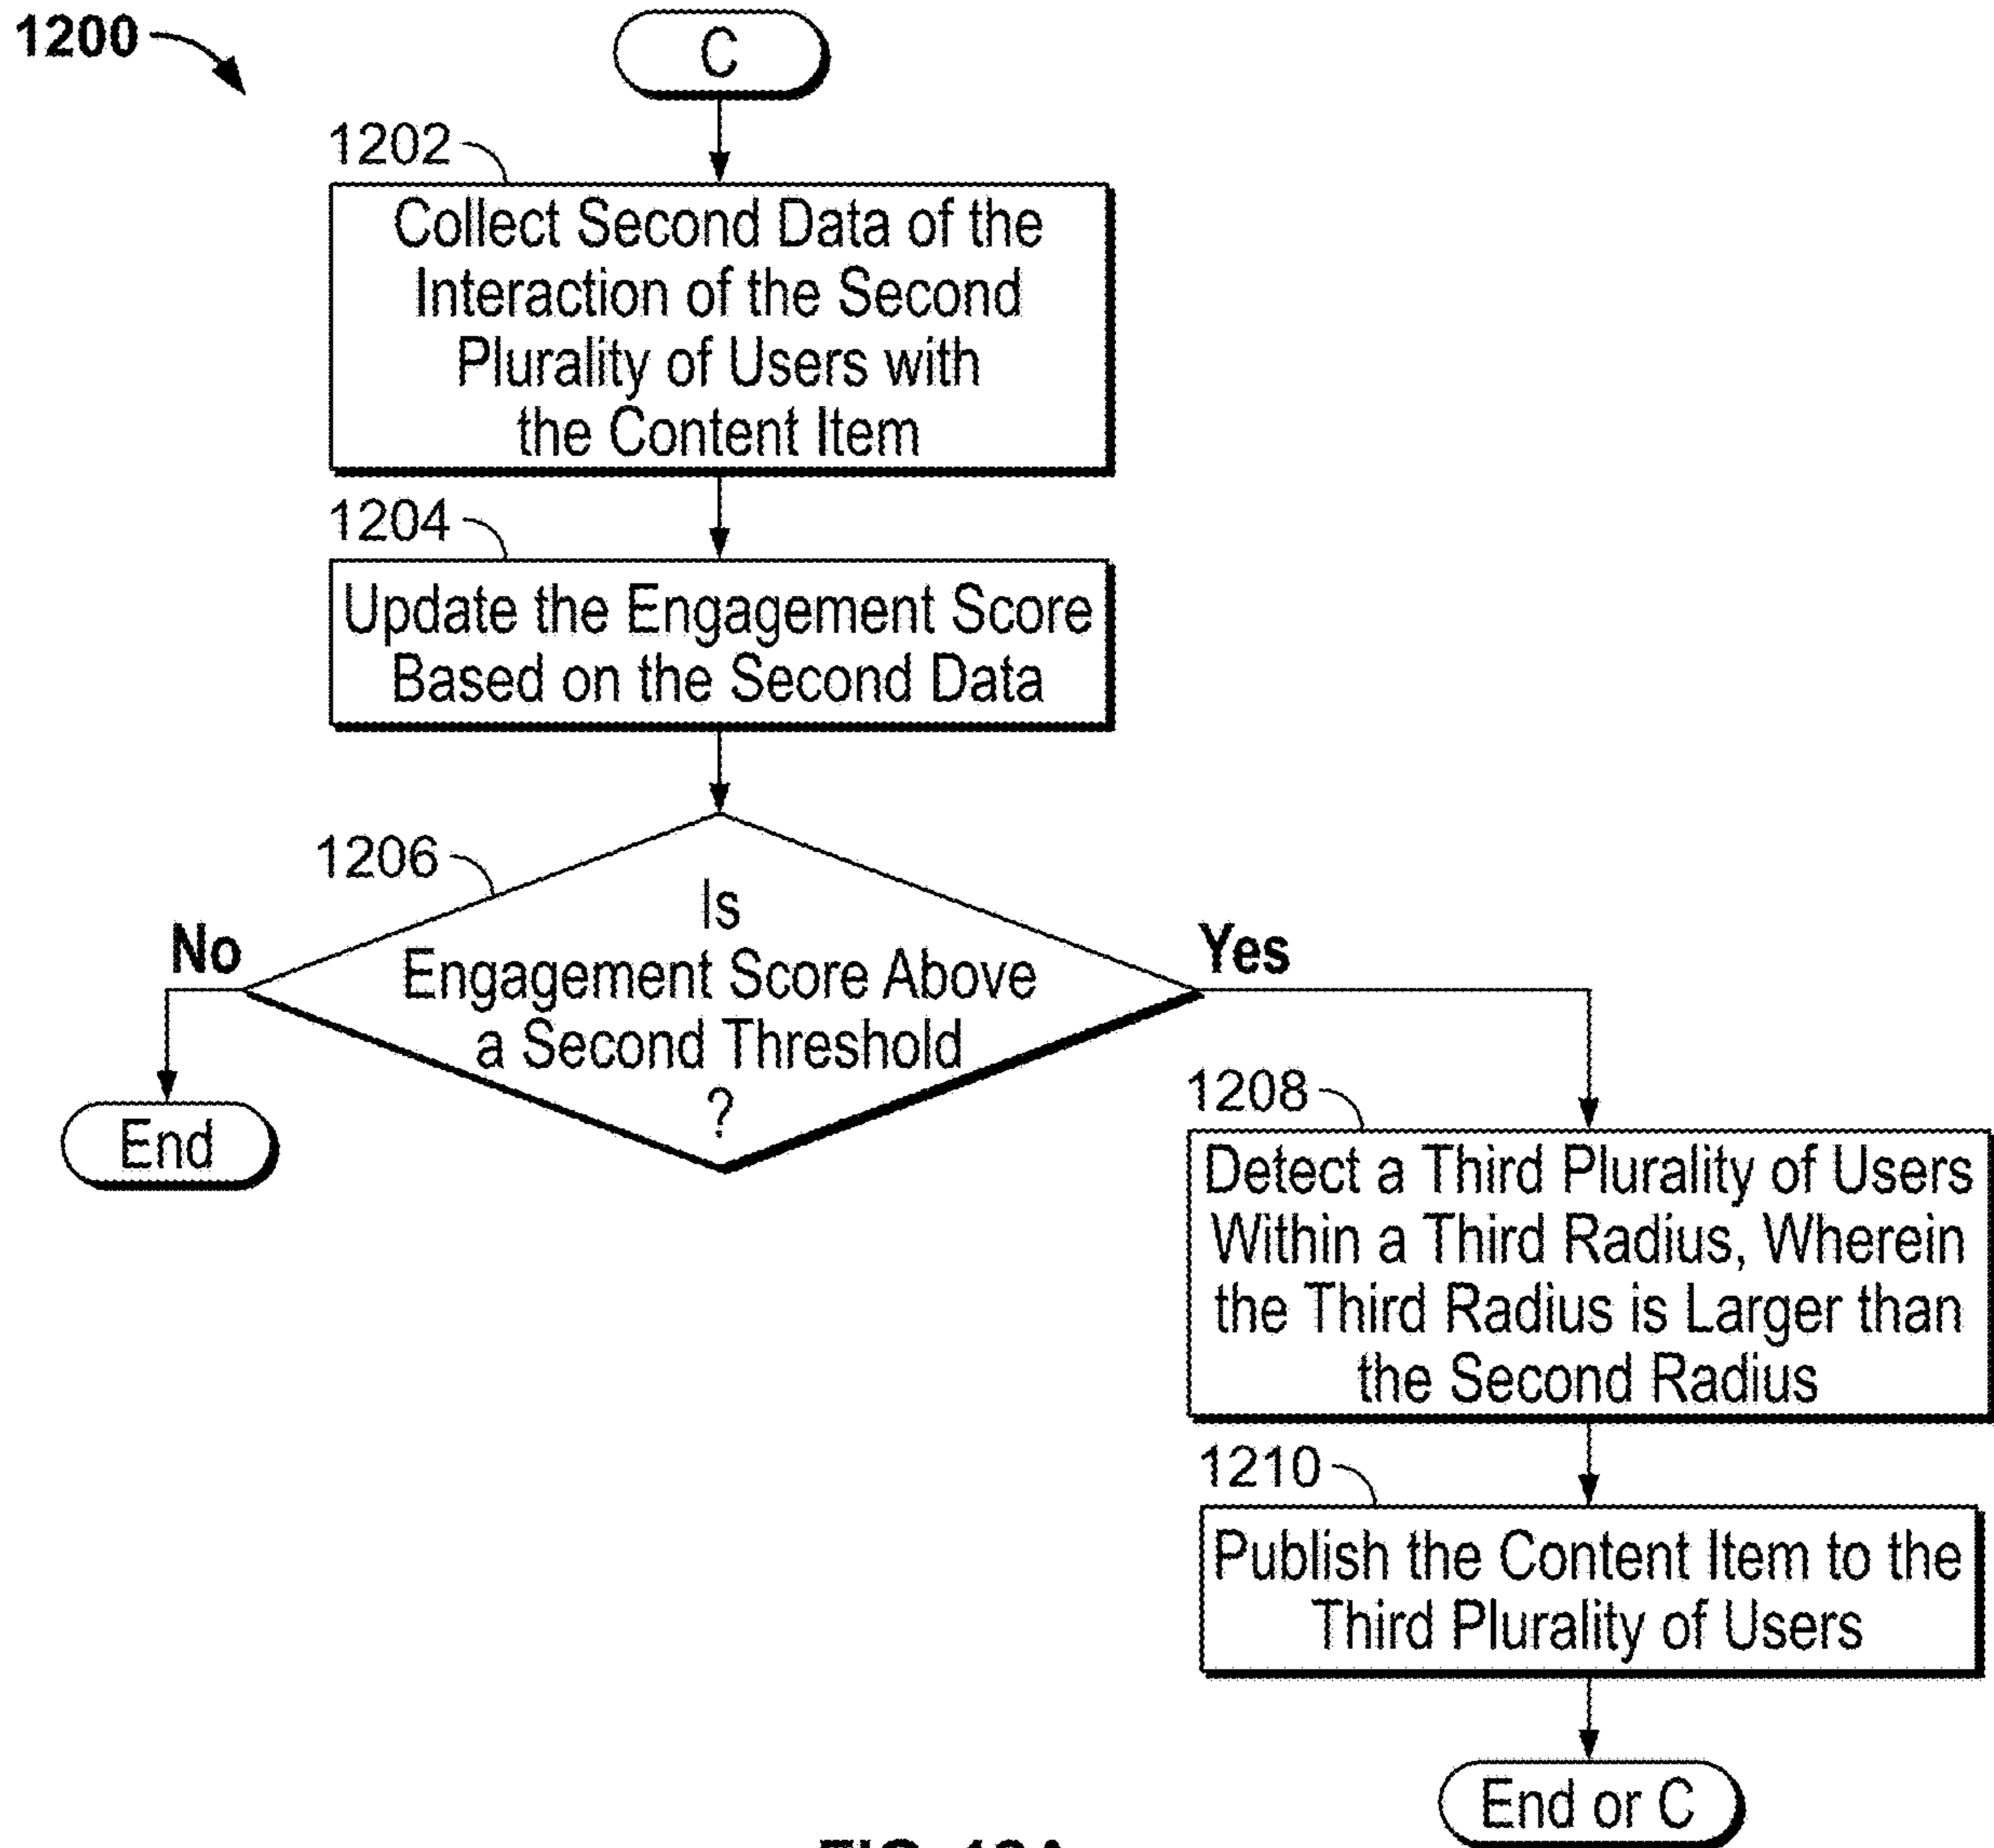 1200
C
1202
Collect Second Data of the
Interaction of the Second
Plurality of Users with
the Content Item
1204
Update the Engagement Score
Based on the Second Data
1206
Is
Engagement Score Above
a Second Threshold
?
No
Yes
End
1208
Detect a Third Plurality of Users
Within a Third Radius, Wherein
the Third Radius is Larger than
the Second Radius
1210
Publish the Content Item to the
Third Plurality of Users
End or C